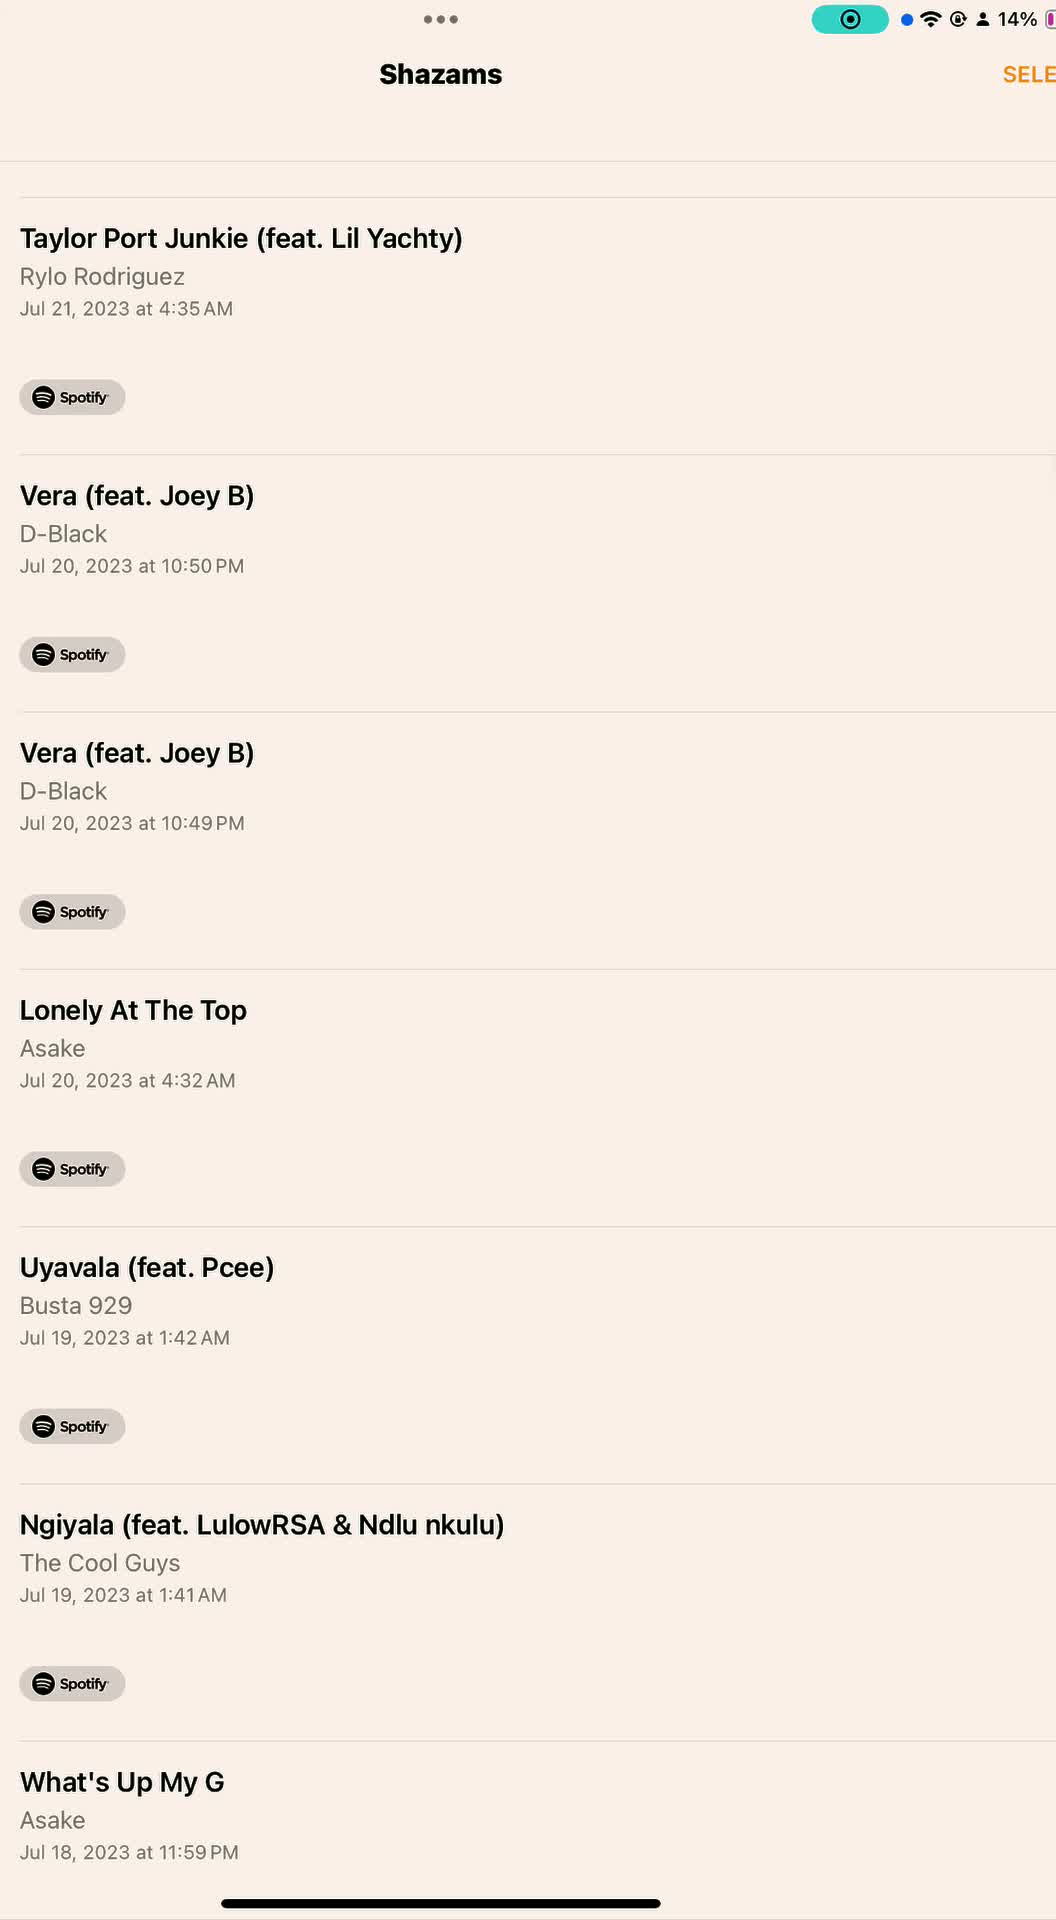 14%
Shazams
SELE
Taylor Port Junkie (feat. Lil Yachty)
Rylo Rodriguez
Jul 21, 2023 at 4:35 AM
Spotify
Vera (feat. Joey B)
D-Black
Jul 20, 2023 at 10:50 PM
Spotify
Vera (feat. Joey B)
D-Black
Jul 20, 2023 at 10:49 PM
Spotify
Lonely At The Top
Asake
Jul 20, 2023 at 4:32 AM
Spotify
Uyavala (feat. Pcee)
Busta 929
Jul 19, 2023 at 1:42 AM
Spotify
Ngiyala (feat. LulowRSA & Ndlu nkulu)
The Cool Guys
Jul 19, 2023 at 1:41 AM
Spotify
What's Up My G
Asake
Jul 18, 2023 at 11:59 PM